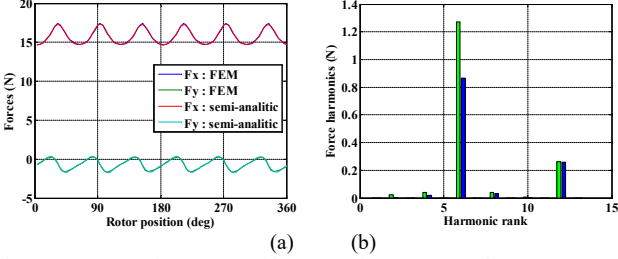 20
15
10
5
0
-5
Forces (N)
0
90
180
270
360
Rotor position (deg)
Fx : FEM
Fy : FEM
Fx : semi-analitic
Fy : semi-analitic
(a)
1.4
1.2
1
0.8
0.6
0.4
0.2
0
Force harmonics (N)
0
5
10
15
Harmonic rank
(b)